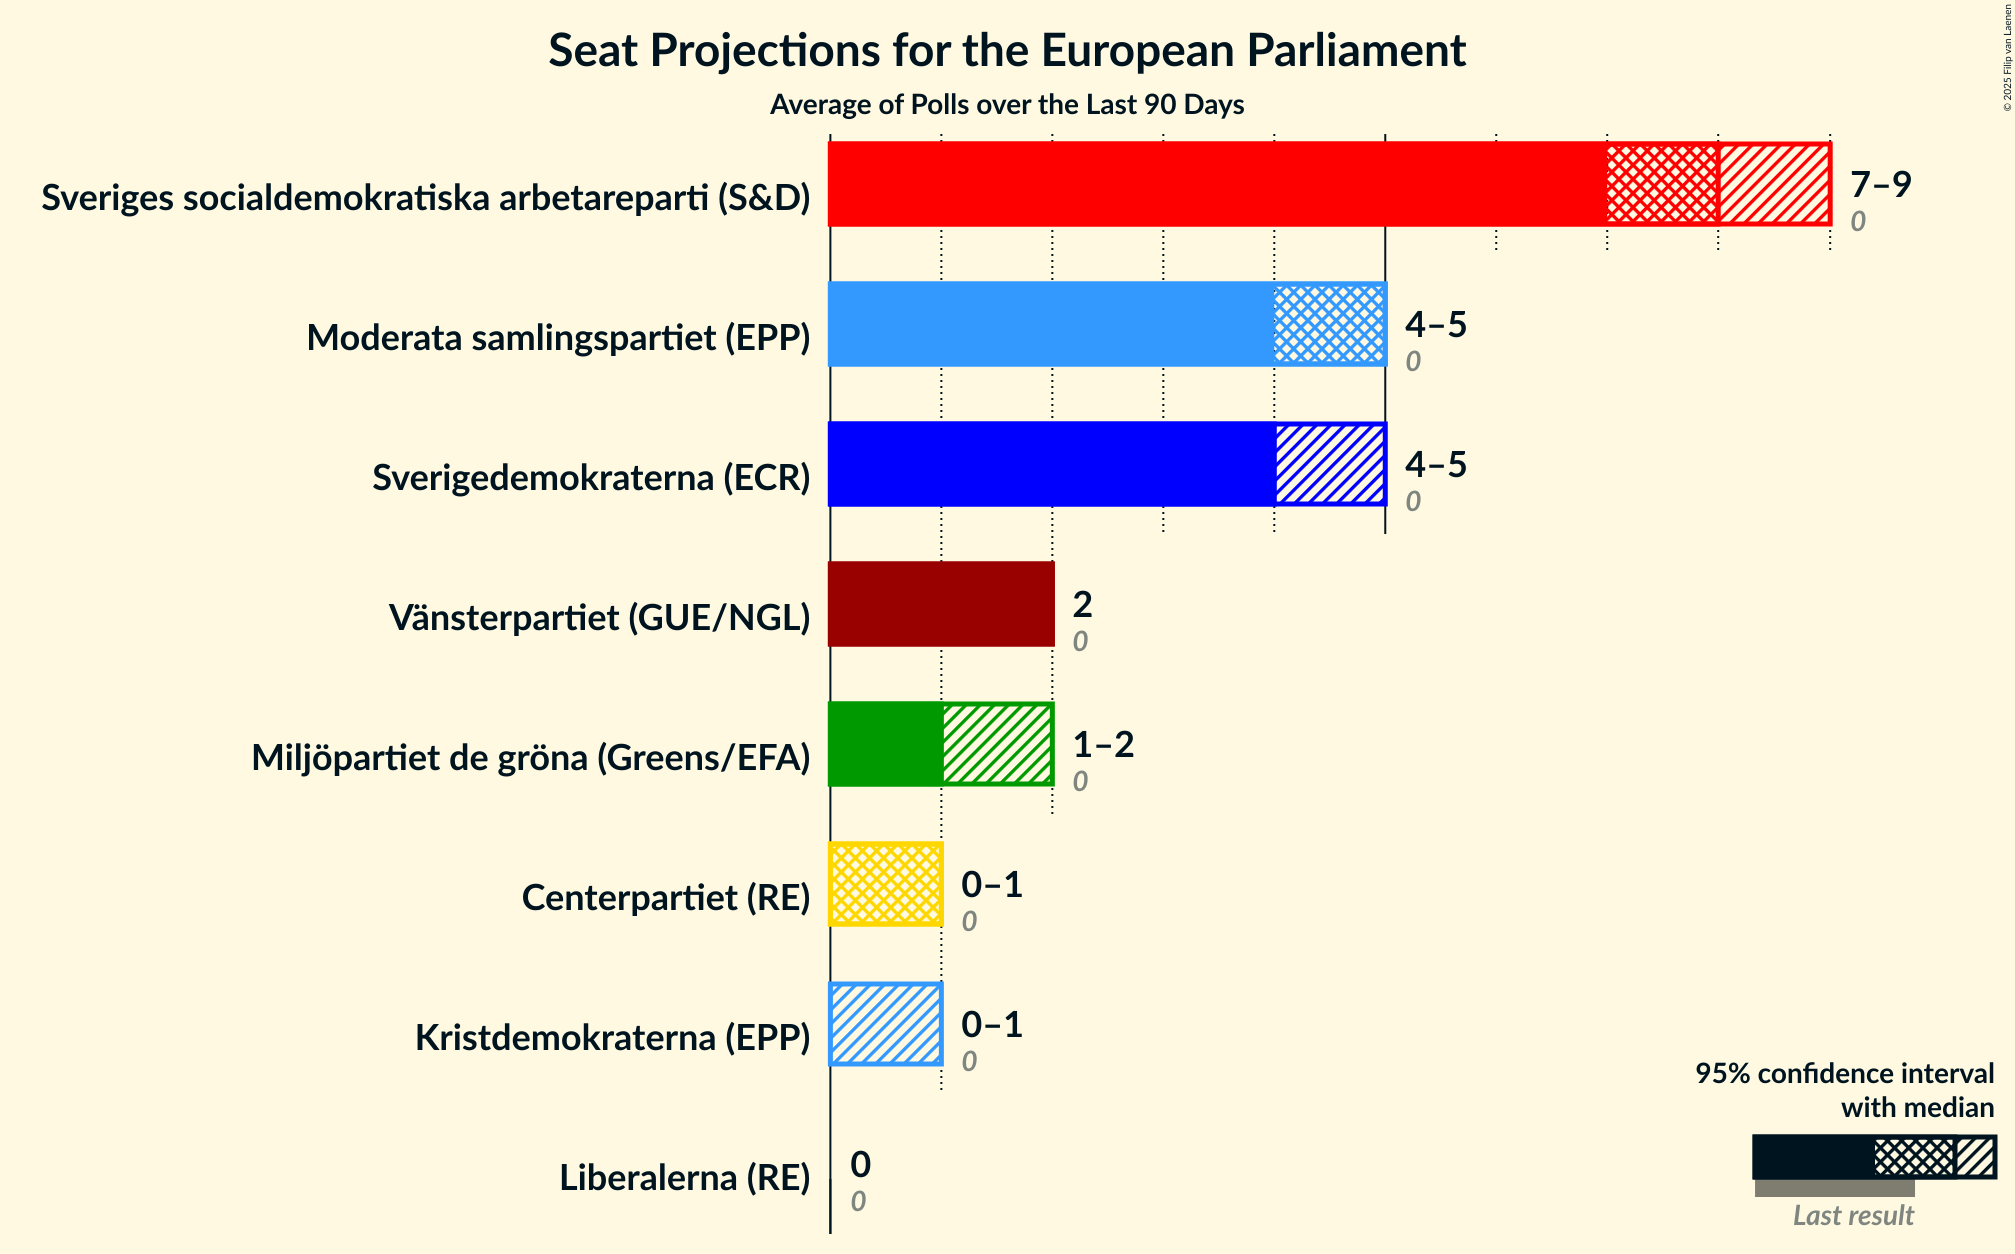 Seat Projections for the European Parliament
Average of Polls over the Last 90 Days
© 2025 Filip van Laenen
Sveriges socialdemokratiska arbetareparti (S&D)
7–9
0
Moderata samlingspartiet (EPP)
4–5
0
Sverigedemokraterna (ECR)
4–5
0
Vänsterpartiet (GUE/NGL)
2
0
Miljöpartiet de gröna (Greens/EFA)
1–2
0
Centerpartiet (RE)
0–1
0
Kristdemokraterna (EPP)
0–1
0
Liberalerna (RE)
0
0
95% confidence interval
with median
Last result